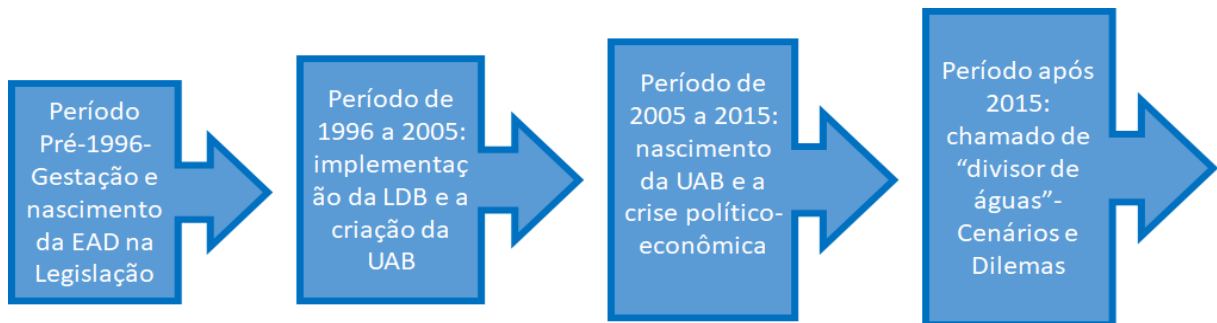 Período
Pré-1996-
Gestação e
nascimento
da EAD na
Legislação
Período de
1996 a 2005:
implementaç
ão da LDB e a
criação da
UAB
Período de
2005 a 2015:
nascimento
da UAB e a
crise político-
econômica
Período após
2015:
chamado de
“divisor de
águas”-
Cenários e
Dilemas